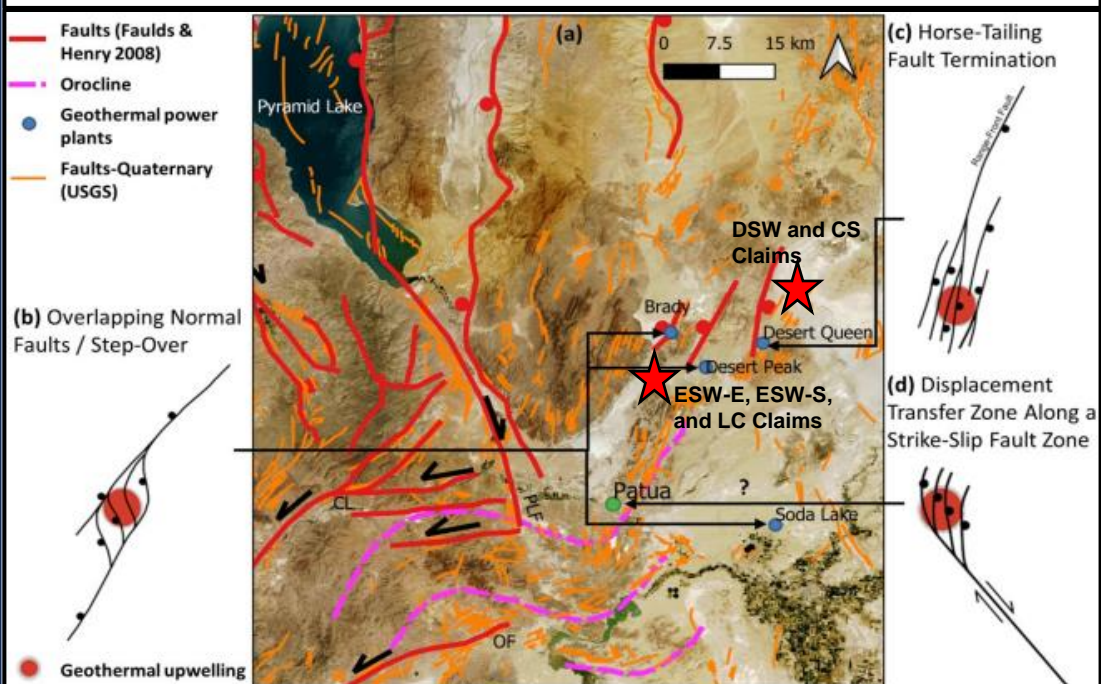 Faults (Faulds &
Henry 2008)
Orocline
Geothermal power
plants
Faults-Quaternary
(USGS)
(b) Overlapping Normal
Faults / Step-Over
Geothermal upwelling
(a)
0 7.5 15 km
Pyramid Lake
DSW and CS
Claims
Brady
Desert Queen
Desert Peak
ESW-E, ESW-S,
and LC Claims
CL
PLF
Patua
?
Soda Lake
OF
(c) Horse-Tailing
Fault Termination
Range-Front Fault
(d) Displacement
Transfer Zone Along a
Strike-Slip Fault Zone